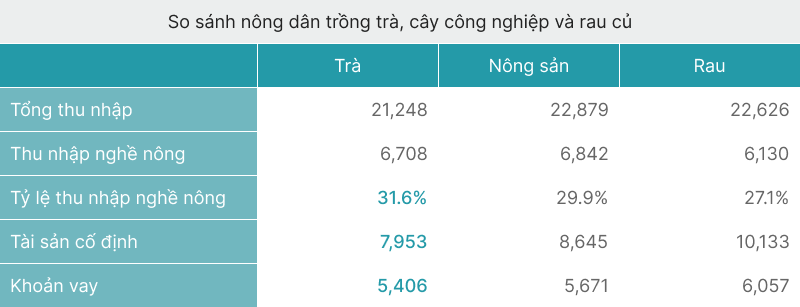 So sánh nông dân trồng trà, cây công nghiệp và rau củ
Trà Nông sản Rau
Tổng thu nhập 21,248 22,879 22,626
Thu nhập nghề nông 6,708 6,842 6,130
Tỷ lệ thu nhập nghề nông 31.6% 29.9% 27.1%
Tài sản cố định 7,953 8,645 10,133
Khoản vay 5,406 5,671 6,057